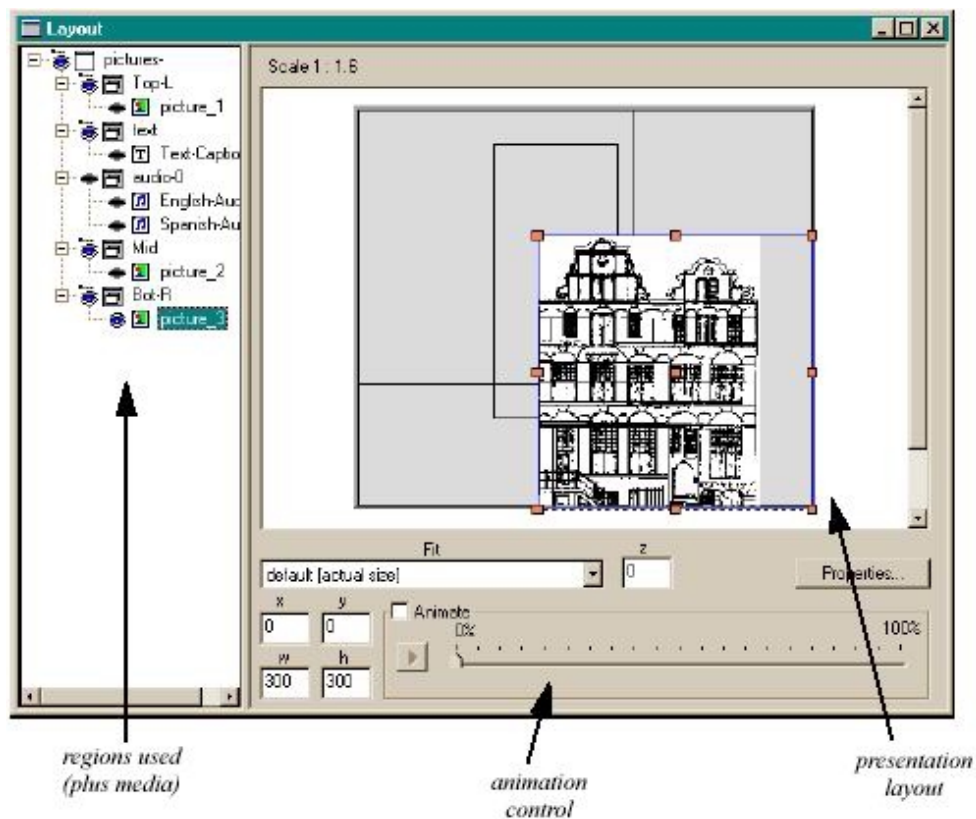 Layout
pictures-
Top-L
picture_1
text
Text-Captio
audio-0
English-Auc
Spanish-Au
Mid
picture_2
Bot-R
picture_3
Scale 1 : 1.6
Fit
default [actual size]
z
0
Properties...
x
y
0
0
w
h
300
300
Animate
0%
100%
regions used
(plus media)
animation
control
presentation
layout